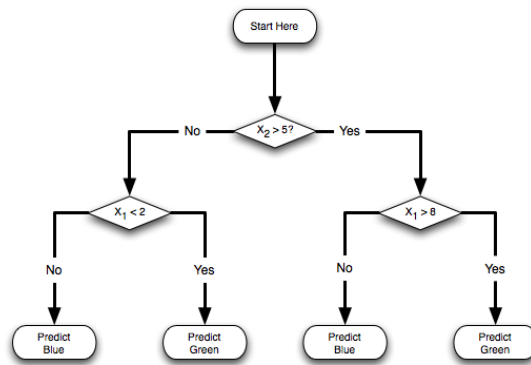 Start Here
X2 > 5?
No
Yes
X1 < 2
X1 > 8
No
Yes
No
Yes
Predict
Blue
Predict
Green
Predict
Blue
Predict
Green